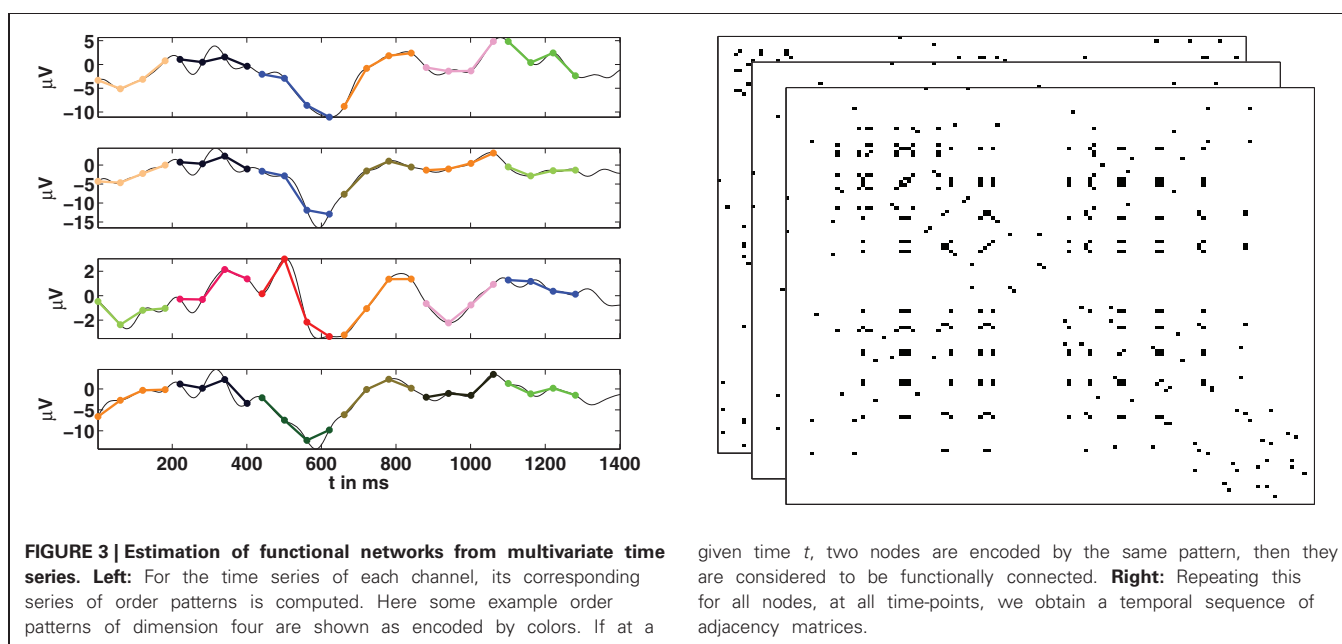 5
0
−5
−10
μV
0
−5
−10
−15
μV
2
0
−2
μV
0
−5
−10
μV
200 400 600 800 1000 1200 1400
t in ms
FIGURE 3 | Estimation of functional networks from multivariate time
series. Left: For the time series of each channel, its corresponding
series of order patterns is computed. Here some example order
patterns of dimension four are shown as encoded by colors. If at a
given time t, two nodes are encoded by the same pattern, then they
are considered to be functionally connected. Right: Repeating this
for all nodes, at all time-points, we obtain a temporal sequence of
adjacency matrices.